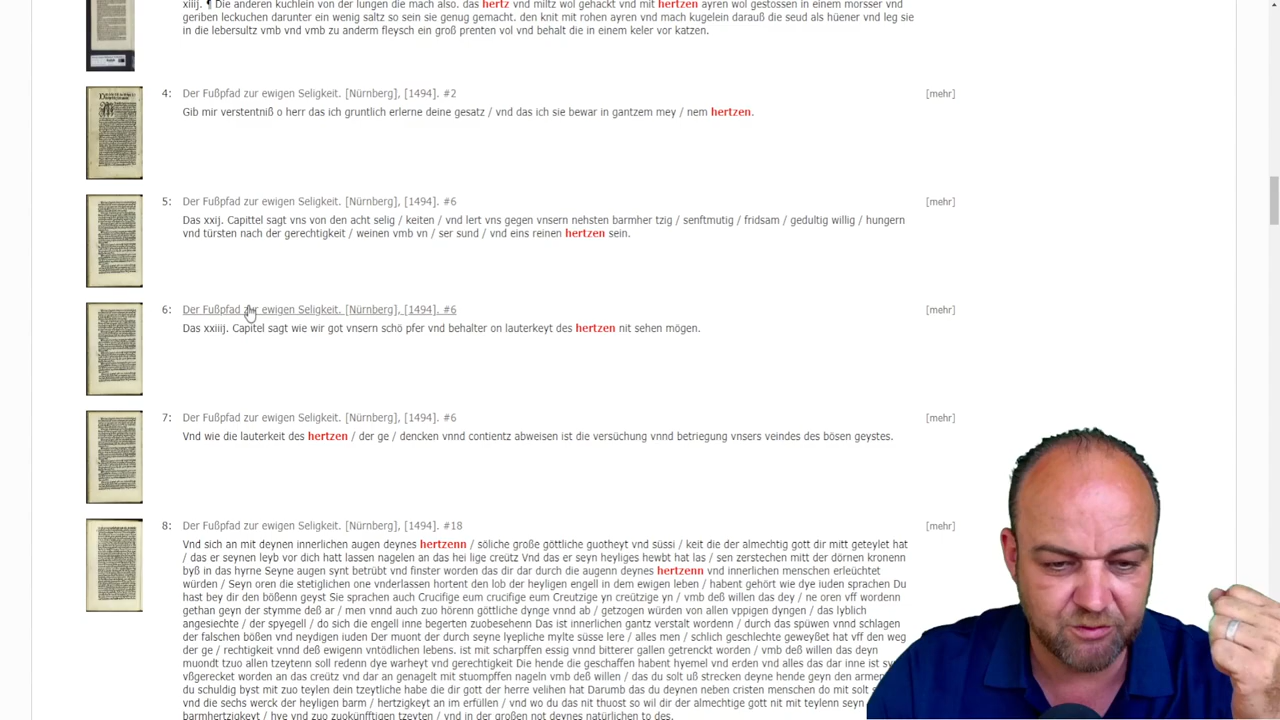 xiiij. ¶ Die anderen kuchlein von der lungen die mach also. das hertz vnd miltz wol gehackt vnd mit hertzen ayren wol gestossen in einem morsser vnd
geriben leckuchen darunter ein wenig saltz so sein sie genug gemacht. den knit mit rohen ayren vnd mach kugelein darauß die seud als hüener vnd leg sie
in die lebersultz vmb vnd vmb zu anderm fleysch ein groß prenten vol vnd behalt die in einem keler vor katzen.
4: Der Fußpfad zur ewigen Seligkeit. [Nürnberg], [1494]. #2 [mehr]
Gib mir verstentniß o herr das ich gruntlich erlerne deine gesatz / vnd das ich sie bewar in gantzem mey / nem hertzen.
5: Der Fußpfad zur ewigen Seligkeit. [Nürnberg], [1494]. #6 [mehr]
Das xxij. Capittel sagt vns von den acht selig / keiten / vnd lert vns gegen vnsern nehsten barmher tzig / senftmutig / fridsam / gedultig willig / hungern
vnd türsten nach der gerechtigkeit / weinen vmb vn / ser sund / vnd eins reinen hertzen sein.
6: Der Fußpfad zur ewigen Seligkeit. [Nürnberg], [1494]. #6 [mehr]
Das xxiij. Capitel sagt wie wir got vnsern schö pfer vnd behalter on lauterkeyt des hertzen nit sehen mögen.
7: Der Fußpfad zur ewigen Seligkeit. [Nürnberg], [1494]. #6 [mehr]
Vnd wie die lauterkeit des hertzen / der ge / dencken vnnd contientz abweisen ist die versüchung vnnd betriegung vnsers veindes des bösen geystes.
8: Der Fußpfad zur ewigen Seligkeit. [Nürnberg], [1494]. #18 [mehr]
Vnd sich an mit deynen innerlichen augen deynes hertzenn / söliche große göttliche guotheyt vnd süssi / keit die der almechtig gott dir mitt geteylet hat
/ das er seynen leyb vor dich hatt lassen nagelen an das hei lige creütz Vnd das er seyn heyliges hewbt hat las / sen zerstechen mitt der dörnen kronenn
byß in das hyrne Seyne augen synt betrübt vnd finster worden das dir dar durch die augenn deynes hertzenn vnd innerlichen menschen erleüchtet
würden / Seyn oren die stetiglichen one vnderlassen hortent den lob der heyligen engell in dem ewigen leben / habent gehört wie dye iuden sprachen Du
hast bey dir den bößenn geyst Sie sprachen auch Crucifige eum crucifige eum Creutzige yn creützige yn / vmb deß willen das dey / ne oren vff wordenn
gethan geyn der stymme deß ar / men vnnd auch zuo hörenn göttliche dynge vnnd ab / getzogen würden von allen vppigen dyngen / das lyblich
angesiechte / der spyegell / do sich die engell inne begerten zuobesehenn Das ist innerlichen gantz verstalt wordenn / durch das spüwen vnnd schlagen
der falschen bößen vnd neydigen iuden Der muont der durch seyne lyepliche mylte süsse lere / alles men / schlich geschlechte geweyßet hat vff den weg
der ge / rechtigkeit vnnd deß ewigenn vntödlichen lebens. ist mit scharpffen essig vnnd bitterer gallen getrenckt worden / vmb deß willen das deyn
muondt tzuo allen tzeytenn soll redenn dye warheyt vnd gerechtigkeit Die hende die geschaffen habent hyemel vnd erden vnd alles das dar inne ist sy
vßgerecket worden an das creütz vnd dar an genagelt mit stuompffen nageln vmb deß willen / das du solt uß strecken deyne hende geyn den armen
du schuldig byst mit zuo teylen dein tzeytliche habe die dir gott der herre velihen hat Darumb das du deynen neben cristen menschen do mit solt s
vnd die sechs werck der heyligen barm / hertzigkeyt an im erfüllen / vnd wo du das nit thuost so wil dir der almechtige gott nit mit teylenn seyn
barmhertzigkeyt / hye vnd zuo zuokünfftigen tzeyten / vnd in der großen not deynes natürlichen to des.